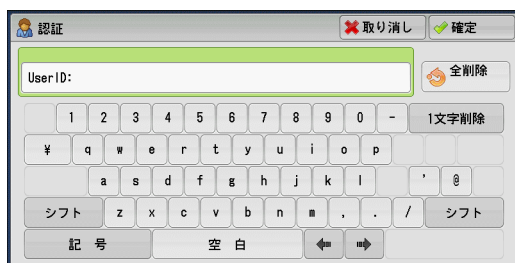 認証 取り消し 確定
UserID: 全削除
1 2 3 4 5 6 7 8 9 0 - 1文字削除
¥ q w e r t y u i o p
a s d f g h j k l ' @
シフト z x c v b n m , . / シフト
記号 空白